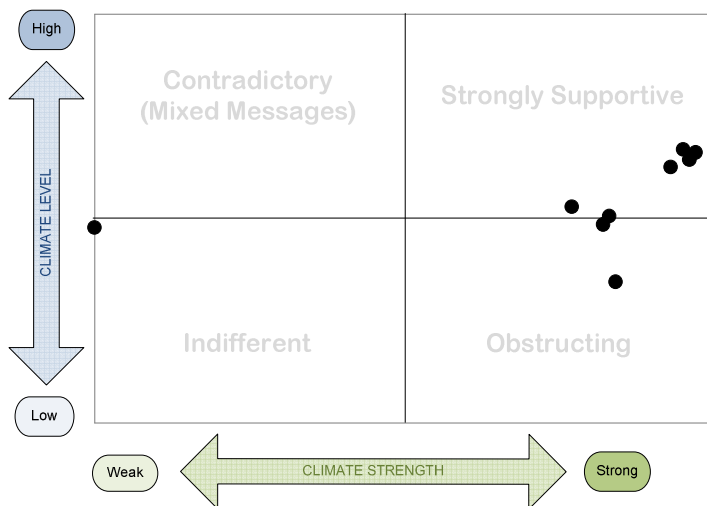 High
Contradictory
(Mixed Messages)
Strongly Supportive
CLIMATE LEVEL
Indifferent
Obstructing
Low
Weak
CLIMATE STRENGTH
Strong